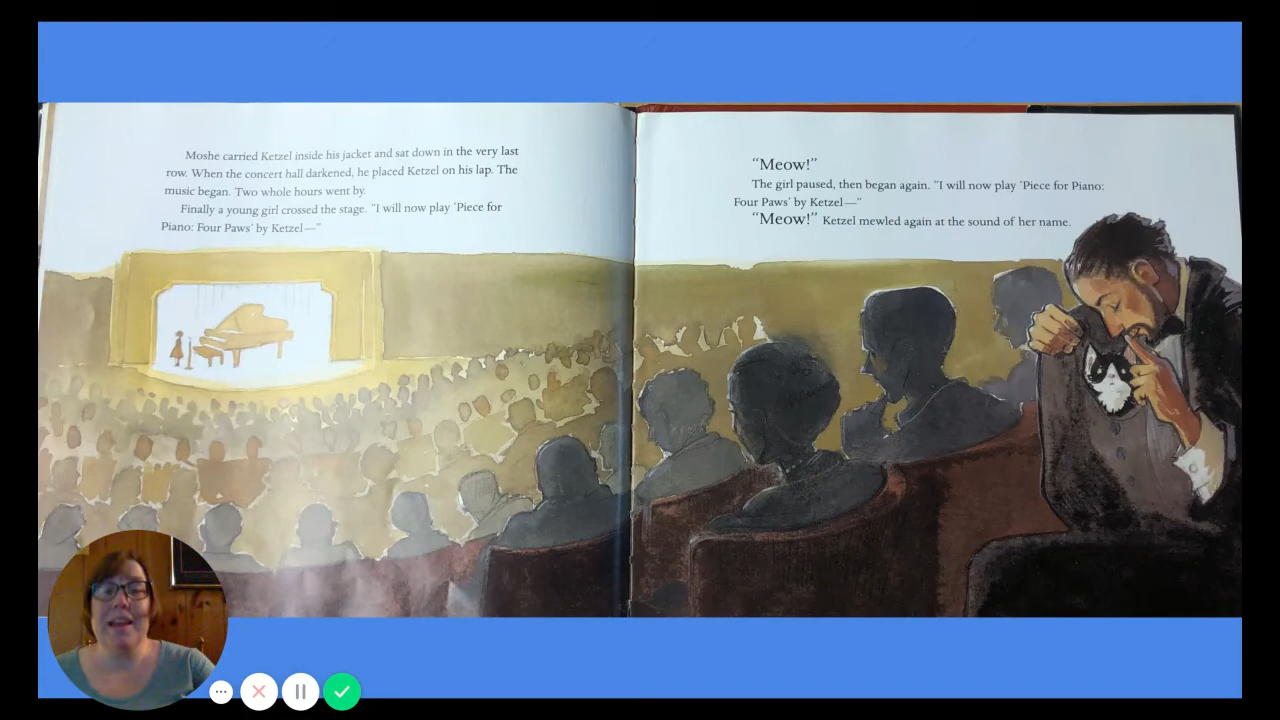 Moshe carried Ketzel inside his jacket and sat down in the very last
row. When the concert hall darkened, he placed Ketzel on his lap. The
music began. Two whole hours went by.
Finally a young girl crossed the stage. "I will now play 'Piece for
Piano: Four Paws' by Ketzel—"
"Meow!"
The girl paused, then began again. "I will now play 'Piece for Piano:
Four Paws' by Ketzel—"
"Meow!" Ketzel mewled again at the sound of her name.